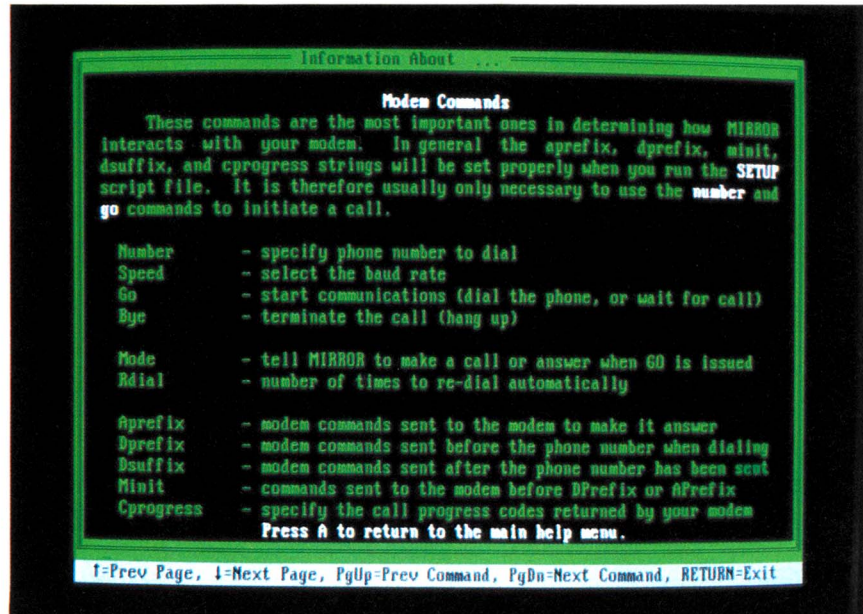 Information About ...
Modem Commands
These commands are the most important ones in determining how MIRROR
interacts with your modem. In general the aprefix, dprefix, minit,
dsuffix, and cprogress strings will be set properly when you run the SETUP
script file. It is therefore usually only necessary to use the number and
go commands to initiate a call.
Number - specify phone number to dial
Speed - select the baud rate
Go - start communications (dial the phone, or wait for call)
Bye - terminate the call (hang up)
Mode - tell MIRROR to make a call or answer when GO is issued
Rdial - number of times to re-dial automatically
Aprefix - modem commands sent to the modem to make it answer
Dprefix - modem commands sent before the phone number when dialing
Dsuffix - modem commands sent after the phone number has been sent
Minit - commands sent to the modem before DPrefix or APrefix
Cprogress - specify the call progress codes returned by your modem
Press A to return to the main help menu.
↑=Prev Page, ↓=Next Page, PgUp=Prev Command, PgDn=Next Command, RETURN=Exit